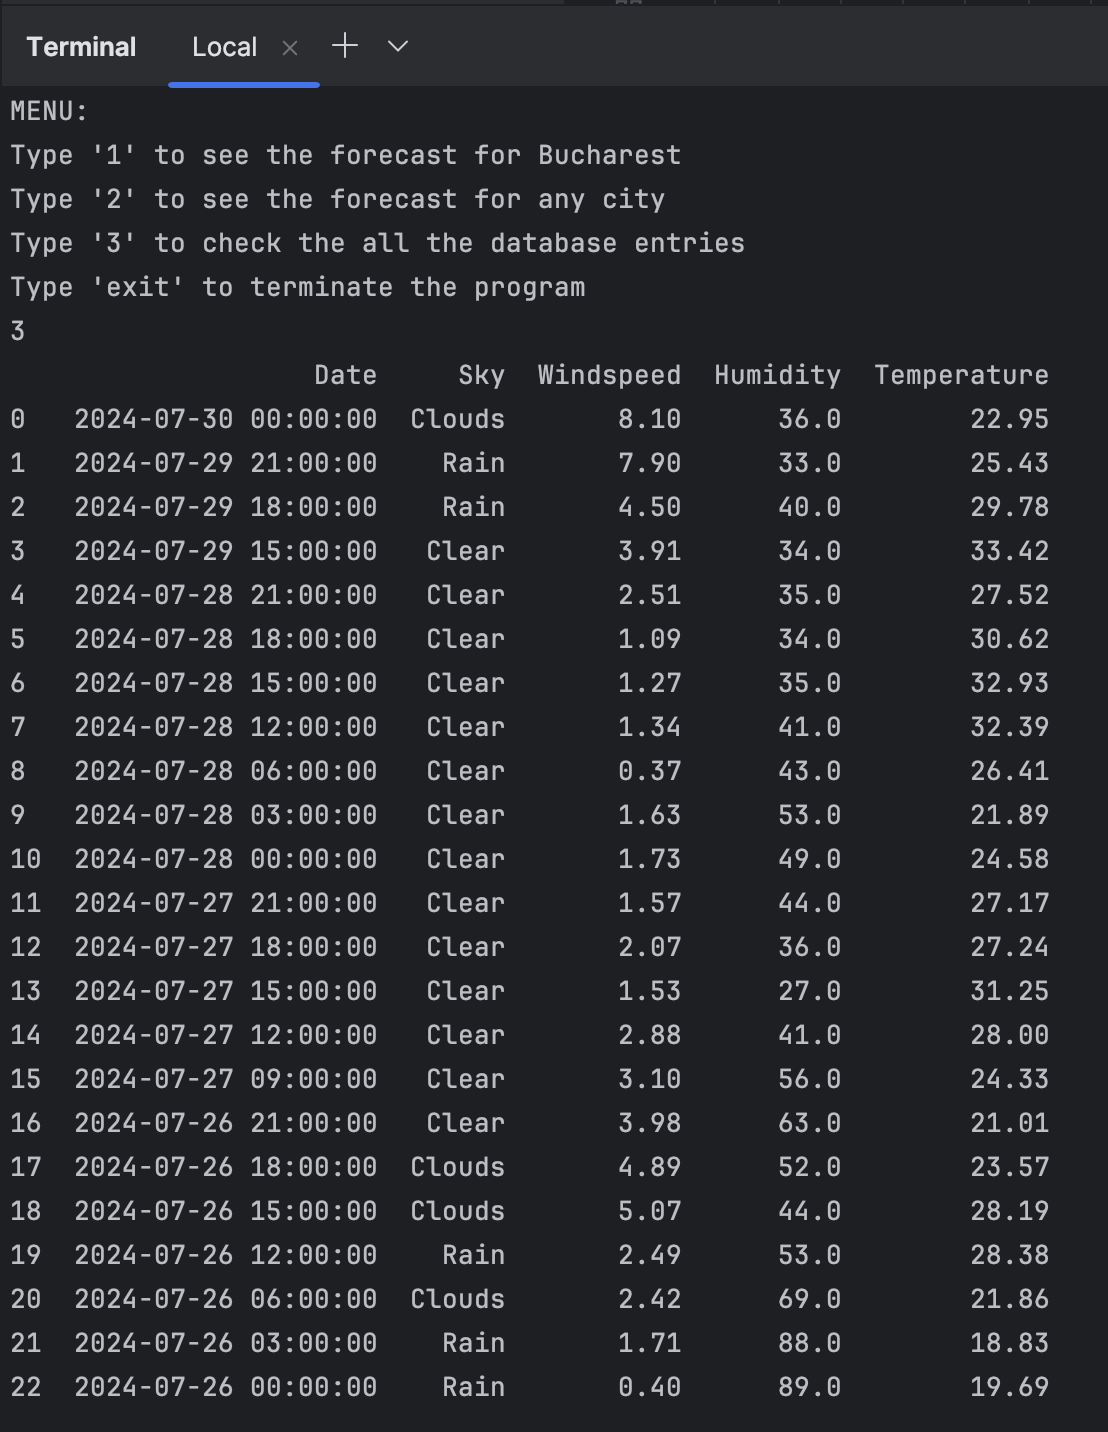 Terminal Local
MENU:
Type '1' to see the forecast for Bucharest
Type '2' to see the forecast for any city
Type '3' to check the all the database entries
Type 'exit' to terminate the program
3
Date Sky Windspeed Humidity Temperature
0 2024-07-30 00:00:00 Clouds 8.10 36.0 22.95
1 2024-07-29 21:00:00 Rain 7.90 33.0 25.43
2 2024-07-29 18:00:00 Rain 4.50 40.0 29.78
3 2024-07-29 15:00:00 Clear 3.91 34.0 33.42
4 2024-07-28 21:00:00 Clear 2.51 35.0 27.52
5 2024-07-28 18:00:00 Clear 1.09 34.0 30.62
6 2024-07-28 15:00:00 Clear 1.27 35.0 32.93
7 2024-07-28 12:00:00 Clear 1.34 41.0 32.39
8 2024-07-28 06:00:00 Clear 0.37 43.0 26.41
9 2024-07-28 03:00:00 Clear 1.63 53.0 21.89
10 2024-07-28 00:00:00 Clear 1.73 49.0 24.58
11 2024-07-27 21:00:00 Clear 1.57 44.0 27.17
12 2024-07-27 18:00:00 Clear 2.07 36.0 27.24
13 2024-07-27 15:00:00 Clear 1.53 27.0 31.25
14 2024-07-27 12:00:00 Clear 2.88 41.0 28.00
15 2024-07-27 09:00:00 Clear 3.10 56.0 24.33
16 2024-07-26 21:00:00 Clear 3.98 63.0 21.01
17 2024-07-26 18:00:00 Clouds 4.89 52.0 23.57
18 2024-07-26 15:00:00 Clouds 5.07 44.0 28.19
19 2024-07-26 12:00:00 Rain 2.49 53.0 28.38
20 2024-07-26 06:00:00 Clouds 2.42 69.0 21.86
21 2024-07-26 03:00:00 Rain 1.71 88.0 18.83
22 2024-07-26 00:00:00 Rain 0.40 89.0 19.69